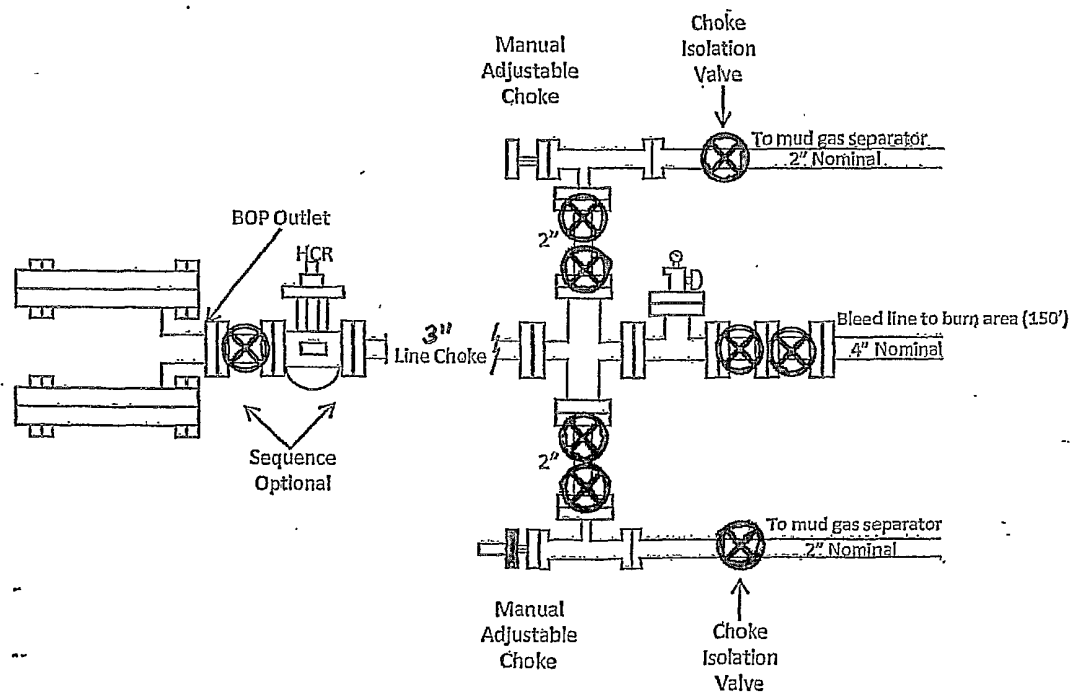 Choke
Isolation
Valve
Manual
Adjustable
Choke
To mud gas separator
2" Nominal
BOP Outlet
HCR
2"
3"
Line Choke
Bleed line to burn area (150')
4" Nominal
Sequence
Optional
2"
To mud gas separator
2" Nominal
Manual
Adjustable
Choke
Choke
Isolation
Valve